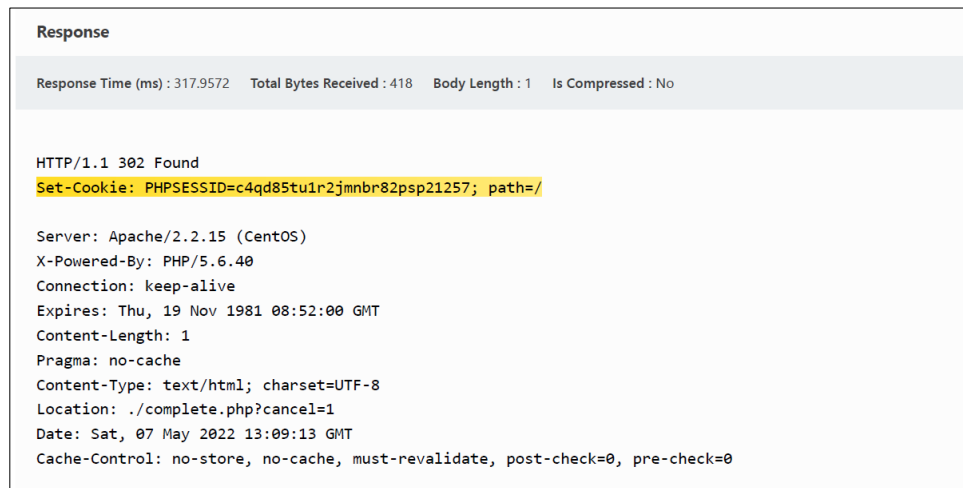 Response
Response Time (ms) : 317.9572 Total Bytes Received : 418 Body Length : 1 Is Compressed : No
HTTP/1.1 302 Found
Set-Cookie: PHPSESSID=c4qd85tu1r2jmnbr82psp21257; path=/
Server: Apache/2.2.15 (CentOS)
X-Powered-By: PHP/5.6.40
Connection: keep-alive
Expires: Thu, 19 Nov 1981 08:52:00 GMT
Content-Length: 1
Pragma: no-cache
Content-Type: text/html; charset=UTF-8
Location: ./complete.php?cancel=1
Date: Sat, 07 May 2022 13:09:13 GMT
Cache-Control: no-store, no-cache, must-revalidate, post-check=0, pre-check=0